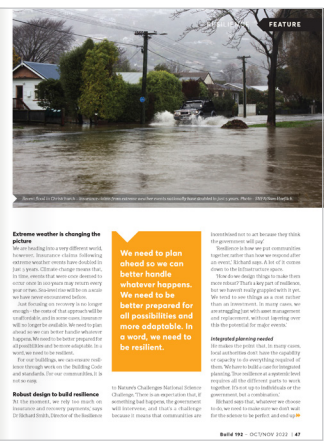 FEATURE
Extreme weather is changing the
picture
We are heading into a very different world,
however. Insurance claims following
extreme weather events have doubled in
just 5 years. Climate change means that,
in time, events that were once deemed to
occur once in 100 years may return every
year or two. Sea-level rise will be on a scale
we have never encountered before.
Just focusing on recovery is no longer
enough – the costs of that approach will be
unaffordable, and in some cases, insurance
will no longer be available. We need to plan
ahead so we can better handle whatever
happens. We need to be better prepared for
all possibilities and be more adaptable. In a
word, we need to be resilient.
For our buildings, we can ensure resil-
ience through work on the Building Code
and standards. For our communities, it is
not so easy.
Robust design to build resilience
At the moment, we rely too much on
insurance and recovery payments, says
Dr Richard Smith, Director of the Resilience
We need to plan
ahead so we can
better handle
whatever happens.
We need to be
better prepared for
all possibilities and
more adaptable. In
a word, we need to
be resilient.
to Nature's Challenges National Science
Challenge. 'There is an expectation that, if
something bad happens, the government
will intervene, and that's a challenge
because it means that communities are
incentivised not to act because they think
the government will pay.'
'Resilience is how we put communities
together rather than how we respond after
an event,' Richard says. A lot of it comes
down to the infrastructure space.
'How do we design things to make them
more robust? That's a key part of resilience,
but we haven't really grappled with it yet.
We tend to see things as a cost rather
than an investment. In many cases, we
are struggling just with asset management
and replacement, without layering over
this the potential for major events.'
Integrated planning needed
He makes the point that, in many cases,
local authorities don't have the capability
or capacity to do everything required of
them. 'We have to build a case for integrated
planning. True resilience at a systemic level
requires all the different parts to work
together. It's not up to individuals or the
government, but a combination.'
Richard says that, whatever we choose
to do, we need to make sure we don't wait
for the science to be perfect and end up
Build 192 – OCT/NOV 2022 | 47